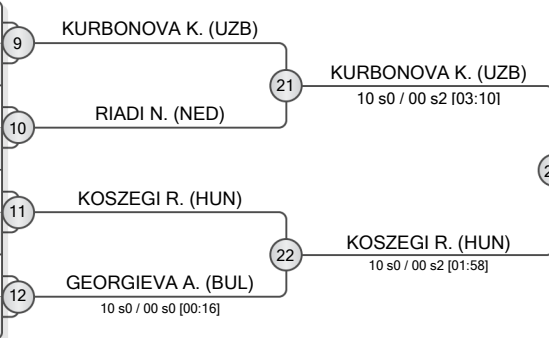 KURBONOVA K. (UZB)
9
21
KURBONOVA K. (UZB)
10 s0 / 00 s2 [03:10]
RIADI N. (NED)
10
KOSZEGI R. (HUN)
11
22
KOSZEGI R. (HUN)
10 s0 / 00 s2 [01:58]
GEORGIEVA A. (BUL)
12
10 s0 / 00 s0 [00:16]